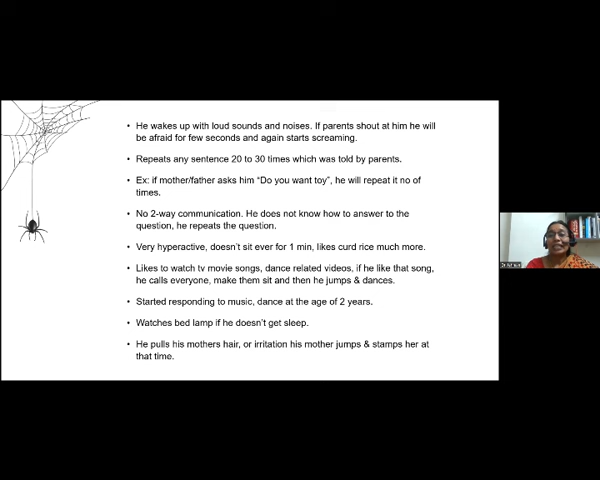 • He wakes up with loud sounds and noises. If parents shout at him he will
be afraid for few seconds and again starts screaming.
• Repeats any sentence 20 to 30 times which was told by parents.
• Ex: if mother/father asks him “Do you want toy”, he will repeat it no of
times.
• No 2-way communication. He does not know how to answer to the
question, he repeats the question.
• Very hyperactive, doesn’t sit ever for 1 min, likes curd rice much more.
• Likes to watch tv movie songs, dance related videos, if he like that song,
he calls everyone, make them sit and then he jumps & dances.
• Started responding to music, dance at the age of 2 years.
• Watches bed lamp if he doesn’t get sleep.
• He pulls his mothers hair, or irritation his mother jumps & stamps her at
that time.